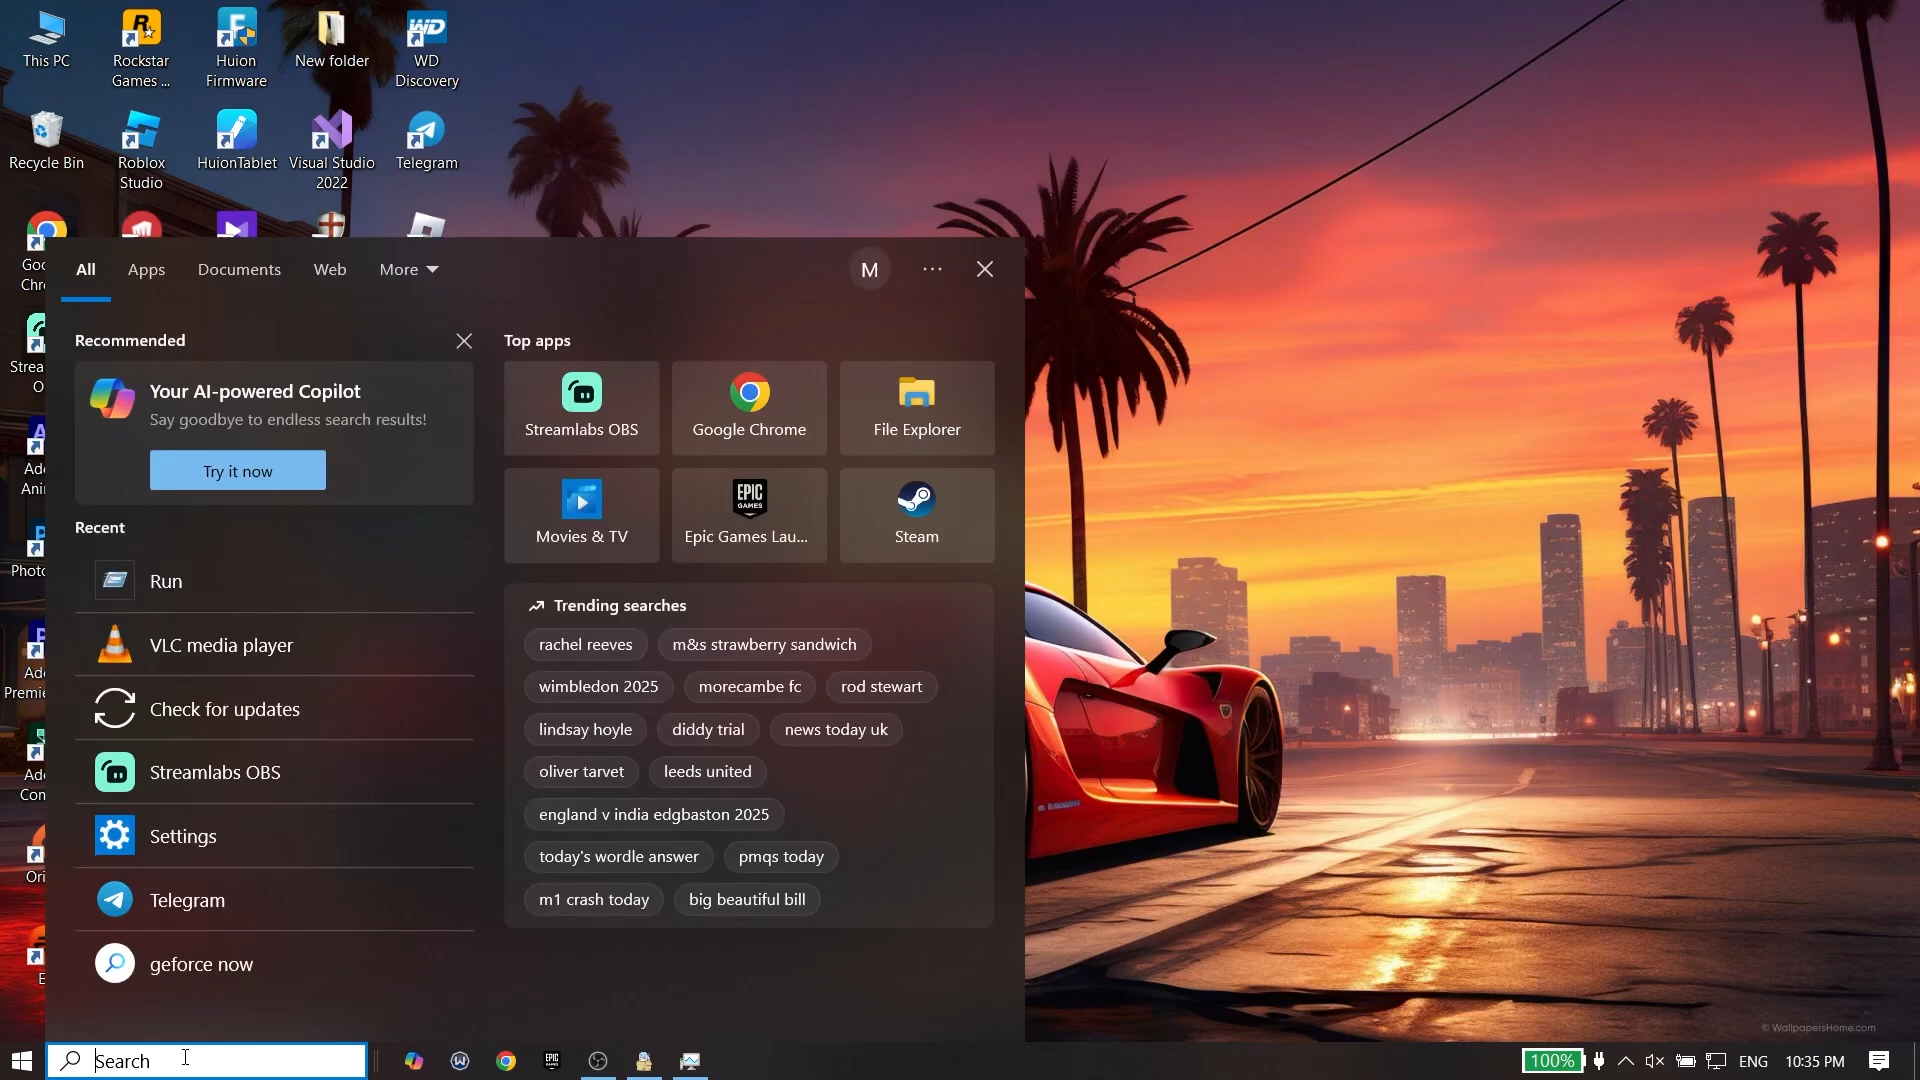 This PC
Rockstar
Games ...
Huion
Firmware
New folder
WD
WD
Discovery
Recycle Bin
Roblox
Studio
HuionTablet
Visual Studio
2022
Telegram
All
Apps
Documents
Web
More
M
Recommended
Your AI-powered Copilot
Say goodbye to endless search results!
Try it now
Recent
Run
VLC media player
Check for updates
Streamlabs OBS
Settings
Telegram
geforce now
Top apps
Streamlabs OBS
Google Chrome
File Explorer
Movies & TV
EPIC
GAMES
Epic Games Lau...
Steam
Trending searches
rachel reeves
m&s strawberry sandwich
wimbledon 2025
morecambe fc
rod stewart
lindsay hoyle
diddy trial
news today uk
oliver tarvet
leeds united
england v india edgbaston 2025
today's wordle answer
pmqs today
m1 crash today
big beautiful bill
© WallpapersHome.com
Search
100%
ENG
10:35 PM